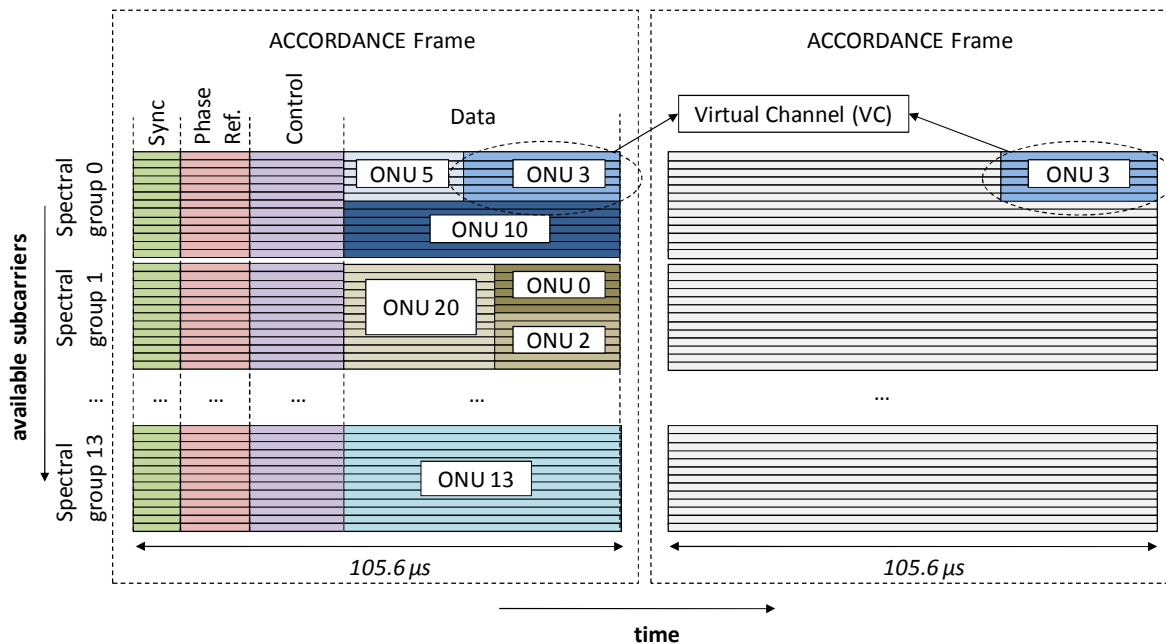 ACCORDANCE Frame
ACCORDANCE Frame
Sync
Phase
Ref.
Control
Data
Virtual Channel (VC)
Spectral
group 0
ONU 5
ONU 3
ONU 3
ONU 10
available subcarriers
Spectral
group 1
ONU 20
ONU 0
ONU 2
...
...
...
...
...
...
Spectral
group 13
ONU 13
105.6 µs
105.6 µs
time